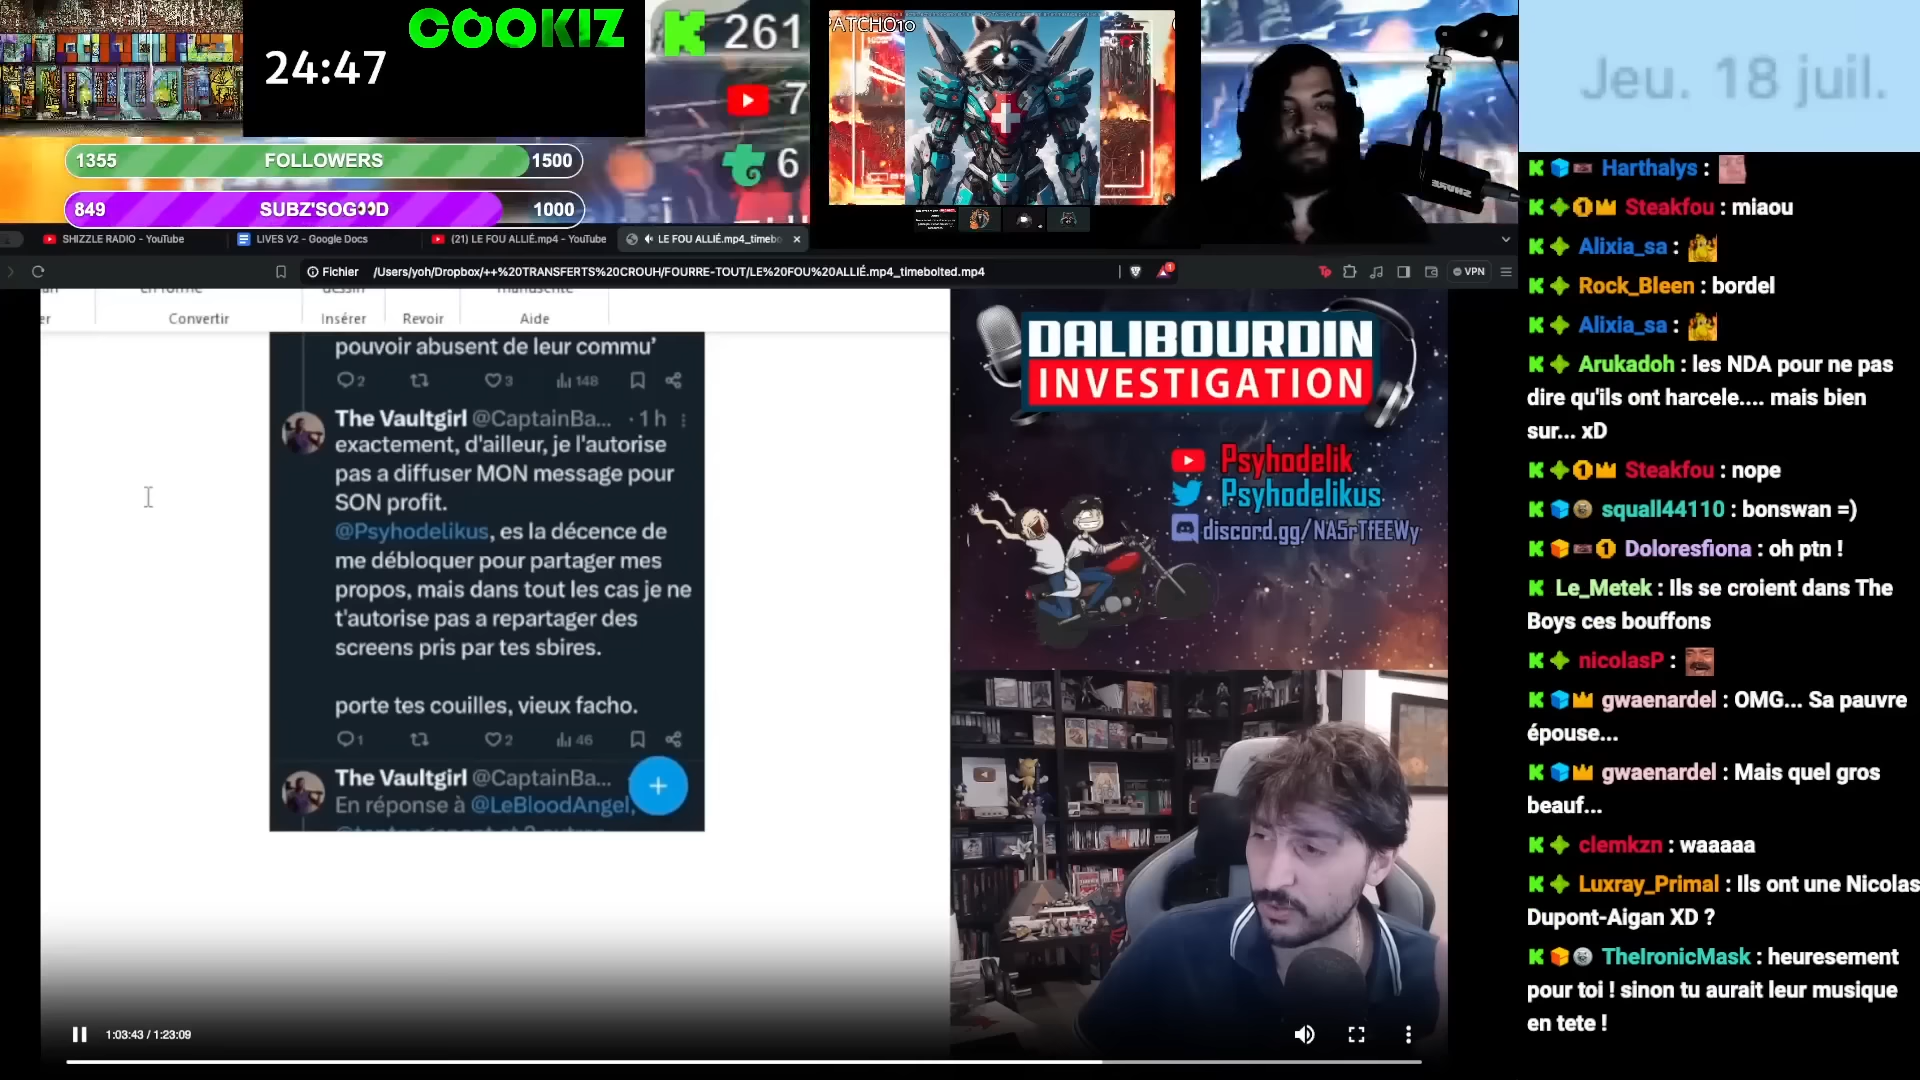 24:47
COOKIZ
261
7
6
1355 FOLLOWERS 1500
849 SUBZ'SOG👀D 1000
PATCHO10
SHURE
Jeu. 18 juil.
SHIZZLE RADIO - YouTube
LIVES V2 - Google Docs
(21) LE FOU ALLIÉ.mp4 - YouTube
LE FOU ALLIÉ.mp4_timebo
Fichier
/Users/yoh/Dropbox/++%20TRANSFERTS%20CROUH/FOURRE-TOUT/LE%20FOU%20ALLIÉ.mp4_timebolted.mp4
VPN
Convertir
Insérer
Revoir
Aide
pouvoir abusent de leur commu'
2
3
148
The Vaultgirl @CaptainBa... · 1 h
exactement, d'ailleur, je l'autorise
pas a diffuser MON message pour
SON profit.
@Psyhodelikus, es la décence de
me débloquer pour partager mes
propos, mais dans tout les cas je ne
t'autorise pas a repartager des
screens pris par tes sbires.
porte tes couilles, vieux facho.
1
2
46
The Vaultgirl @CaptainBa...
En réponse à @LeBloodAngel,
DALIBOURDIN
INVESTIGATION
Psyhodelik
Psyhodelikus
discord.gg/NA5rTfEEWy
1:03:43 / 1:23:09
Harthalys :
Steakfou : miaou
Alixia_sa :
Rock_Bleen : bordel
Alixia_sa :
Arukadoh : les NDA pour ne pas
dire qu'ils ont harcele.... mais bien
sur... xD
Steakfou : nope
squall44110 : bonswan =)
Doloresfiona : oh ptn !
Le_Metek : Ils se croient dans The
Boys ces bouffons
nicolasP :
gwaenardel : OMG... Sa pauvre
épouse...
gwaenardel : Mais quel gros
beauf...
clemkzn : waaaaa
Luxray_Primal : Ils ont une Nicolas
Dupont-Aigan XD ?
TheIronicMask : heuresement
pour toi ! sinon tu aurait leur musique
en tete !